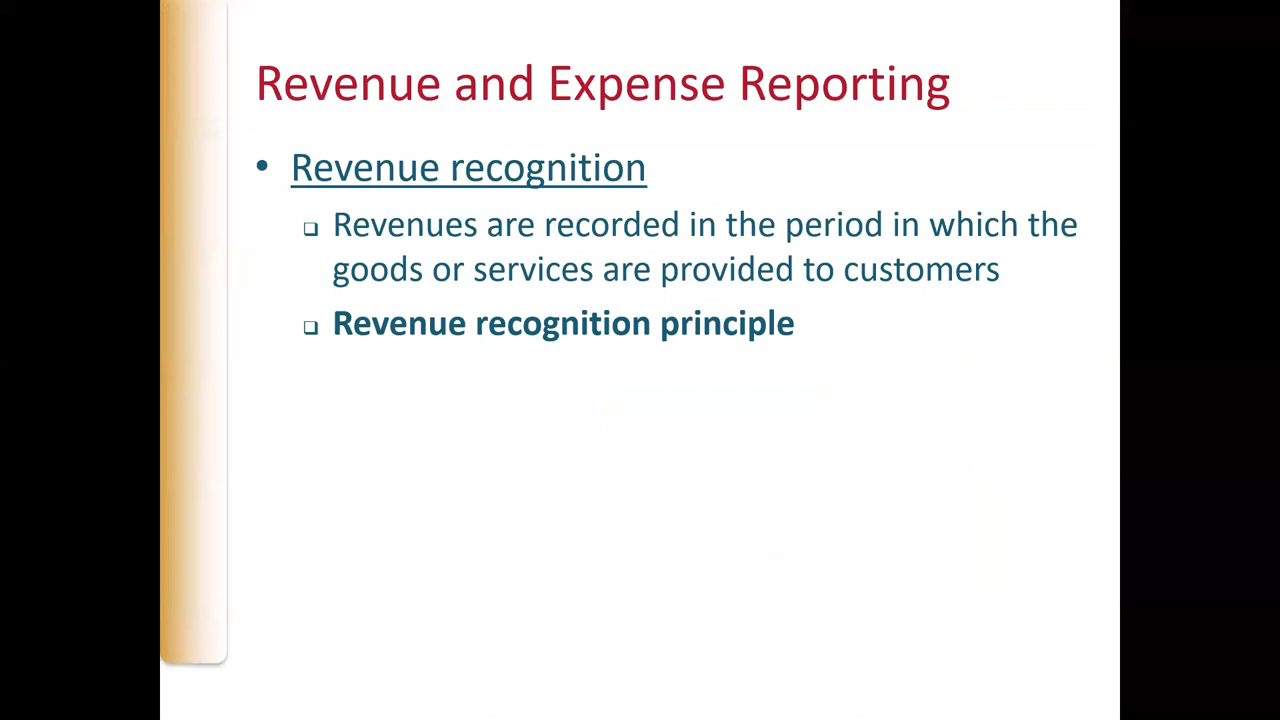 Revenue and Expense Reporting
• Revenue recognition
❑ Revenues are recorded in the period in which the
goods or services are provided to customers
❑ Revenue recognition principle